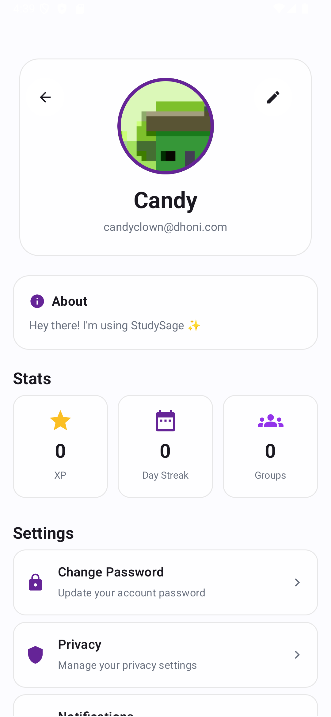 Candy
candyclown@dhoni.com
About
Hey there! I'm using StudySage ✨
Stats
0
XP
0
Day Streak
0
Groups
Settings
Change Password
Update your account password
Privacy
Manage your privacy settings
Notifications